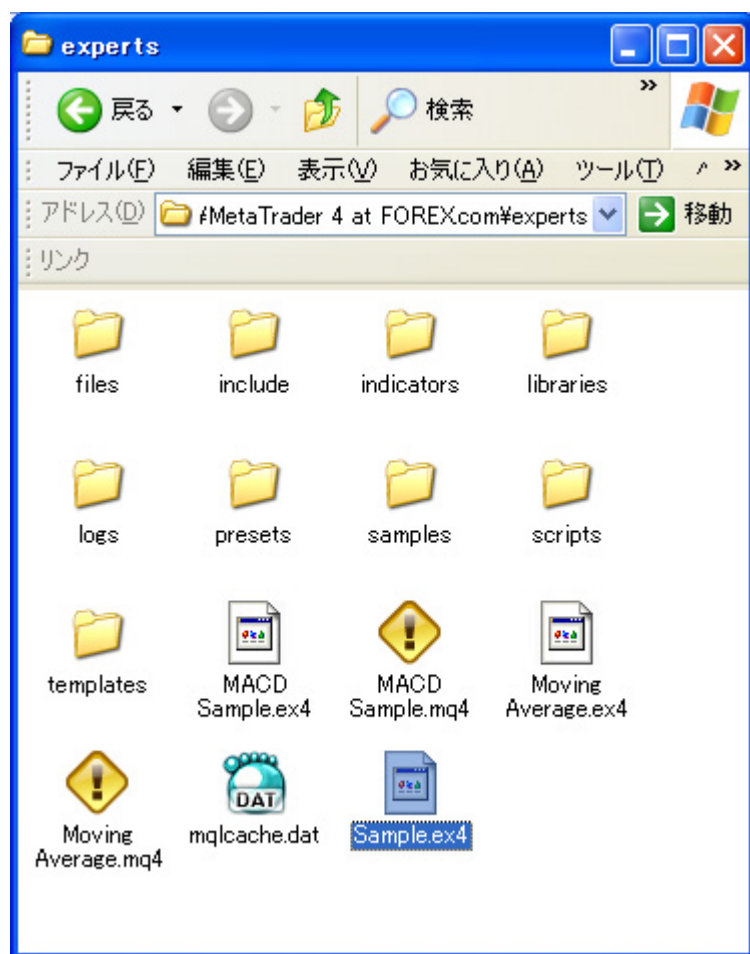 experts
戻る
検索
»
ファイル(F) 編集(E) 表示(V) お気に入り(A) ツール(T) »
アドレス(D) MetaTrader 4 at FOREX.com¥experts 移動
リンク
files include indicators libraries
logs presets samples scripts
templates MACD Sample.ex4 MACD Sample.mq4 Moving Average.ex4
Moving Average.mq4 mqlcache.dat Sample.ex4
DAT